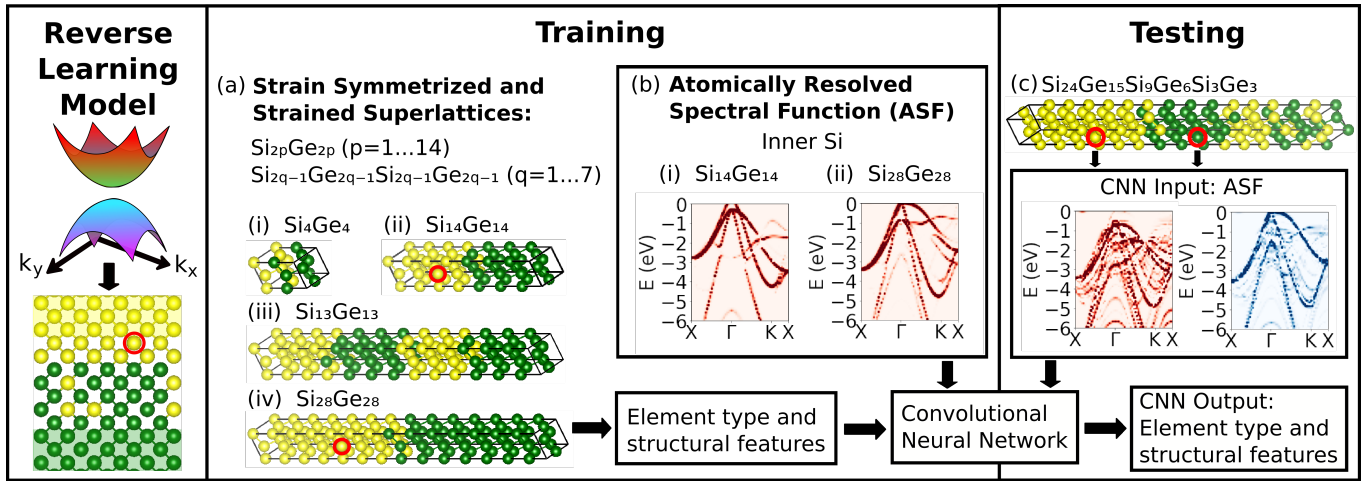 Reverse
Learning
Model
k_y
k_x
Training
(a) Strain Symmetrized and
Strained Superlattices:
Si₂ₚGe₂ₚ (p=1...14)
Si₂q₋₁Ge₂q₋₁Si₂q₋₁Ge₂q₋₁ (q=1...7)
(i) Si₄Ge₄
(ii) Si₁₄Ge₁₄
(iii) Si₁₃Ge₁₃
(iv) Si₂₈Ge₂₈
(b) Atomically Resolved
Spectral Function (ASF)
Inner Si
(i) Si₁₄Ge₁₄
(ii) Si₂₈Ge₂₈
E (eV)
0
−1
−2
−3
−4
−5
−6
X Γ K X
E (eV)
0
−1
−2
−3
−4
−5
−6
X Γ K X
Element type and
structural features
Convolutional
Neural Network
Testing
(c) Si₂₄Ge₁₅Si₉Ge₆Si₃Ge₃
CNN Input: ASF
E (eV)
0
−1
−2
−3
−4
−5
−6
X Γ K X
E (eV)
0
−1
−2
−3
−4
−5
−6
X Γ K X
CNN Output:
Element type and
structural features